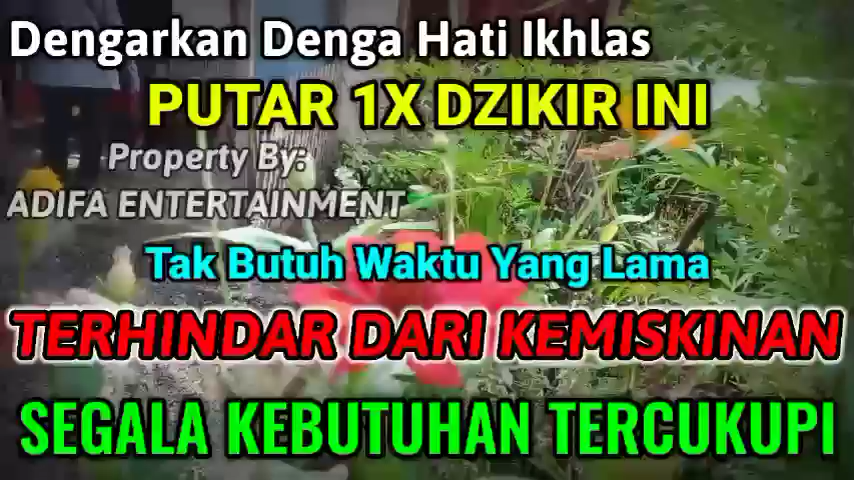 Dengarkan Denga Hati Ikhlas
PUTAR 1X DZIKIR INI
Property By:
ADIFA ENTERTAINMENT
Tak Butuh Waktu Yang Lama
TERHINDAR DARI KEMISKINAN
SEGALA KEBUTUHAN TERCUKUPI